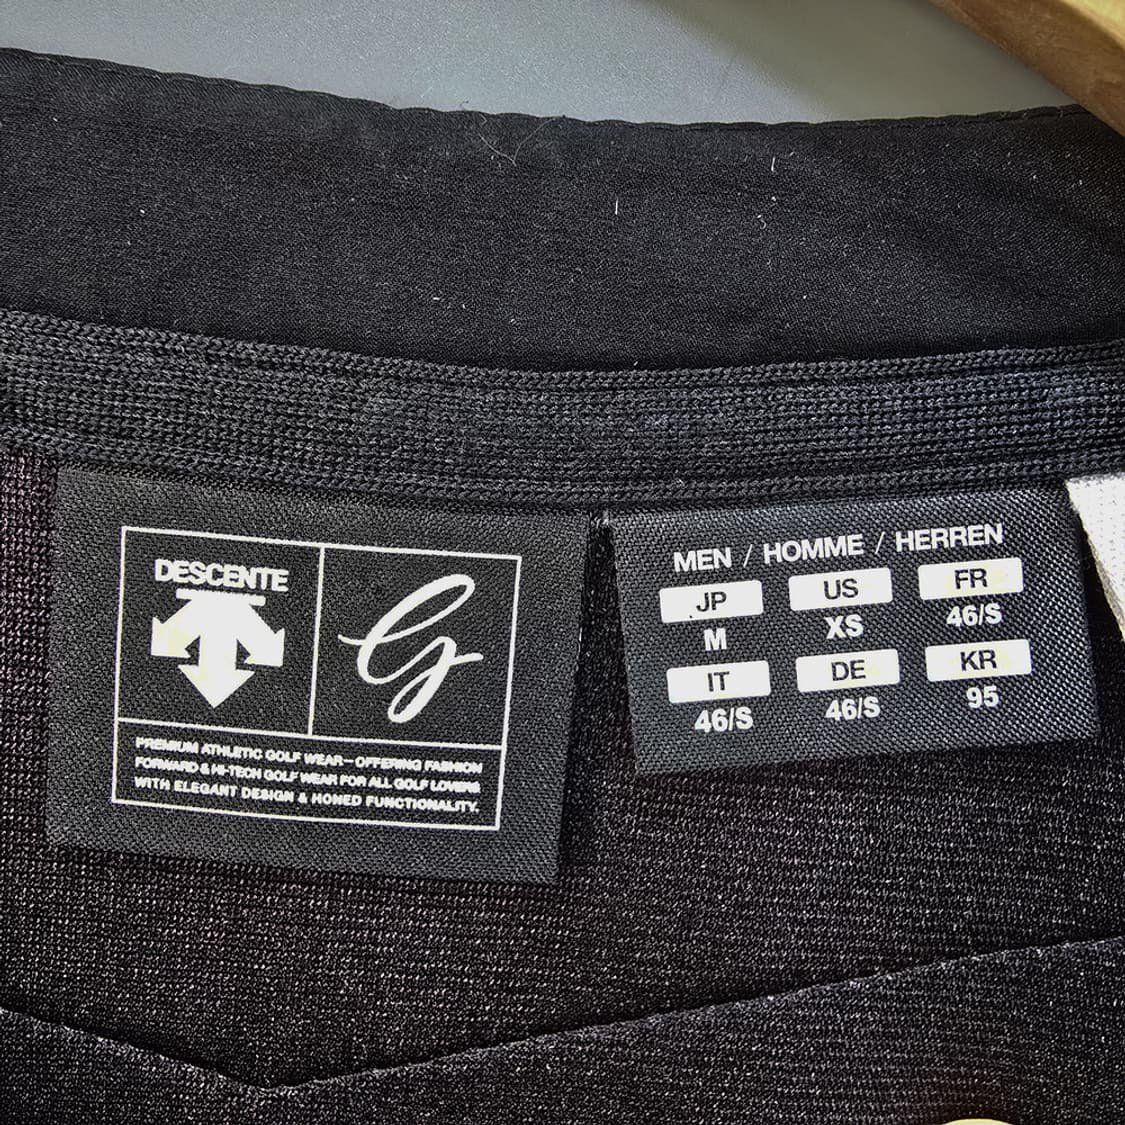 DESCENTE
G
PREMIUM ATHLETIC GOLF WEAR—OFFERING FASHION
FORWARD & HI-TECH GOLF WEAR FOR ALL GOLF LOVERS
WITH ELEGANT DESIGN & HONED FUNCTIONALITY.
MEN / HOMME / HERREN
JP US FR
M XS 46/S
IT DE KR
46/S 46/S 95